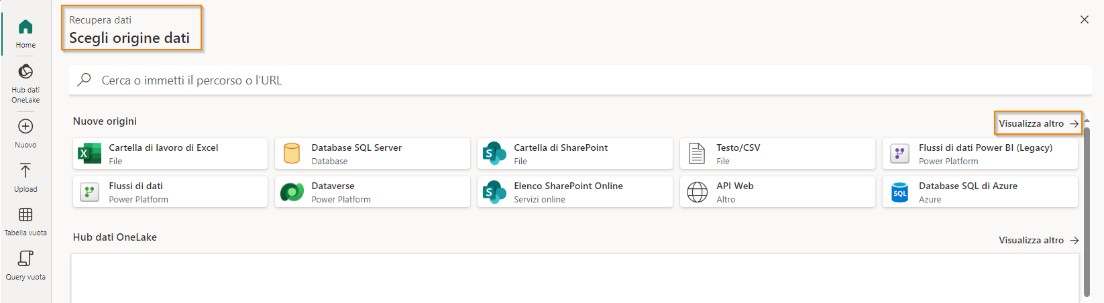 Recupera dati
Scegli origine dati
Home
Hub dati
OneLake
Nuovo
Upload
Tabella vuota
Query vuota
Cerca o immetti il percorso o l'URL
Nuove origini
Visualizza altro
Cartella di lavoro di Excel
File
Database SQL Server
Database
Cartella di SharePoint
File
Testo/CSV
File
Flussi di dati Power BI (Legacy)
Power Platform
Flussi di dati
Power Platform
Dataverse
Power Platform
Elenco SharePoint Online
Servizi online
API Web
Altro
SQL
Database SQL di Azure
Azure
Hub dati OneLake
Visualizza altro